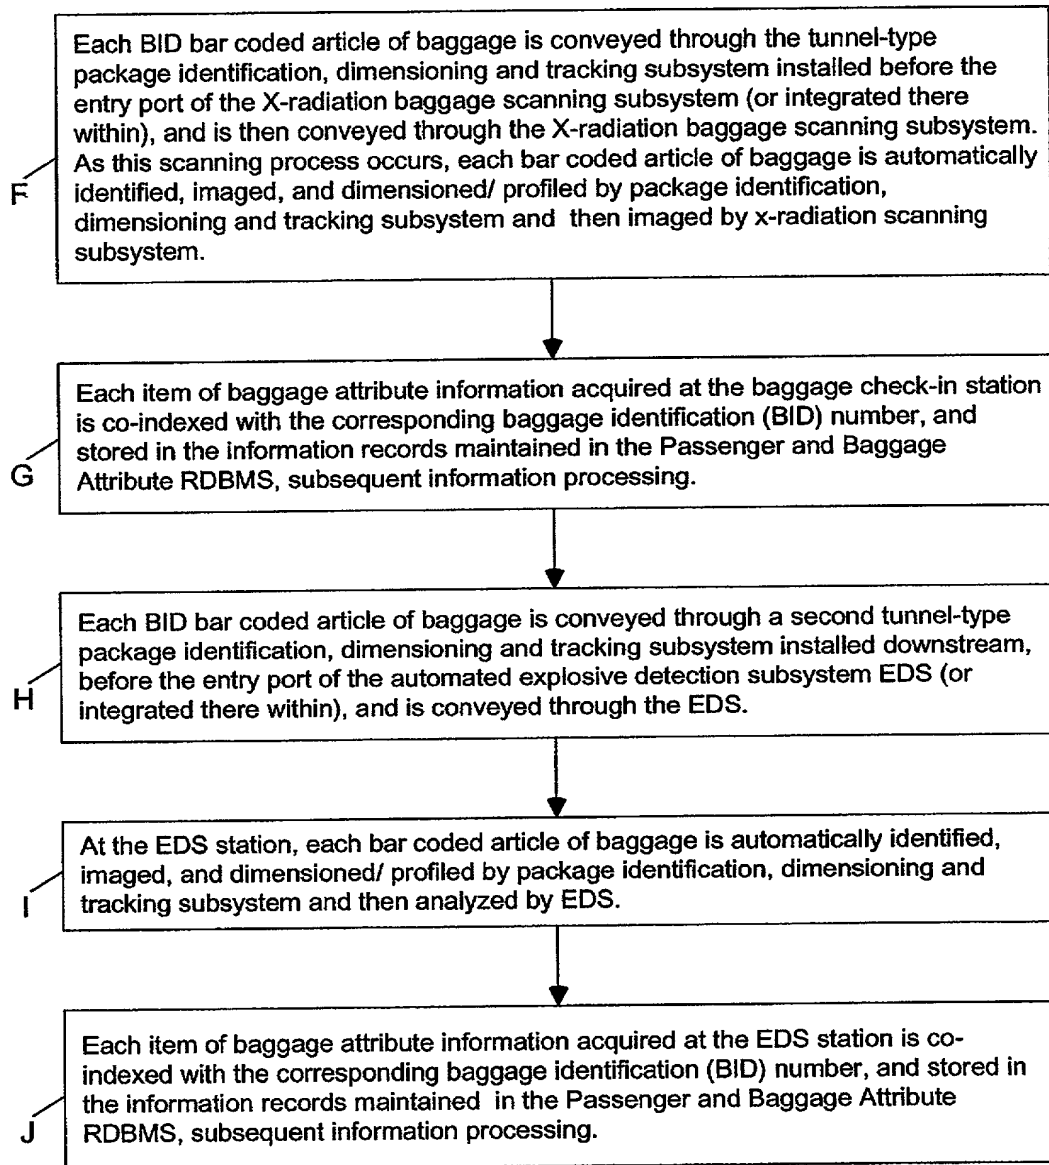 Each BID bar coded article of baggage is conveyed through the tunnel-type
package identification, dimensioning and tracking subsystem installed before the
entry port of the X-radiation baggage scanning subsystem (or integrated there
within), and is then conveyed through the X-radiation baggage scanning subsystem.
As this scanning process occurs, each bar coded article of baggage is automatically
identified, imaged, and dimensioned/ profiled by package identification,
dimensioning and tracking subsystem and then imaged by x-radiation scanning
subsystem.
F
Each item of baggage attribute information acquired at the baggage check-in station
is co-indexed with the corresponding baggage identification (BID) number, and
stored in the information records maintained in the Passenger and Baggage
Attribute RDBMS, subsequent information processing.
G
Each BID bar coded article of baggage is conveyed through a second tunnel-type
package identification, dimensioning and tracking subsystem installed downstream,
before the entry port of the automated explosive detection subsystem EDS (or
integrated there within), and is conveyed through the EDS.
H
At the EDS station, each bar coded article of baggage is automatically identified,
imaged, and dimensioned/ profiled by package identification, dimensioning and
tracking subsystem and then analyzed by EDS.
I
Each item of baggage attribute information acquired at the EDS station is co-
indexed with the corresponding baggage identification (BID) number, and stored in
the information records maintained in the Passenger and Baggage Attribute
RDBMS, subsequent information processing.
J